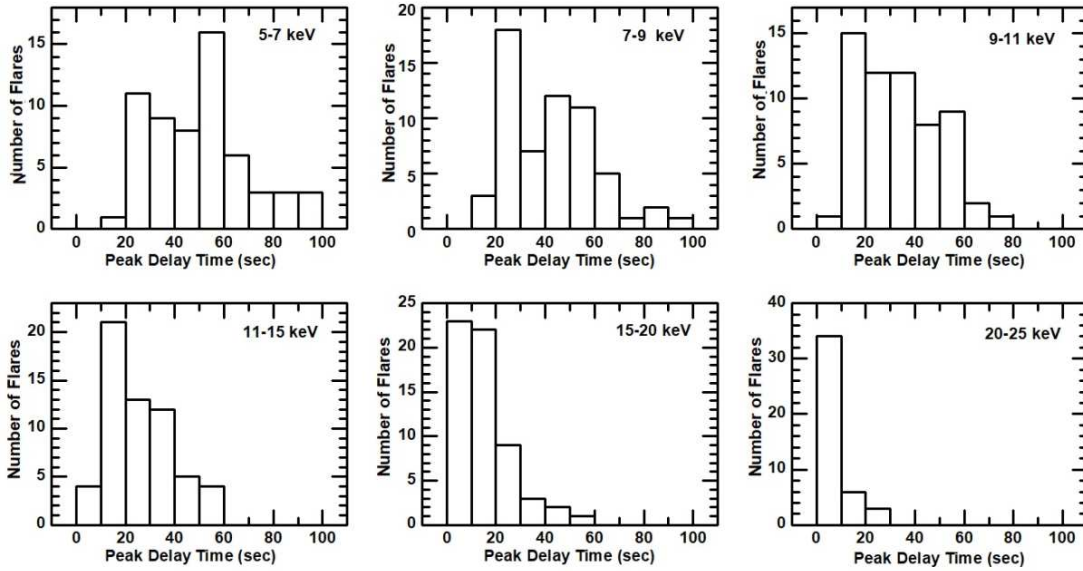 5-7 keV
15
10
5
0
Number of Flares
0 20 40 60 80 100
Peak Delay Time (sec)
7-9 keV
20
15
10
5
0
Number of Flares
0 20 40 60 80 100
Peak Delay Time (sec)
9-11 keV
15
10
5
0
Number of Flares
0 20 40 60 80 100
Peak Delay Time (sec)
11-15 keV
20
15
10
5
0
Number of Flares
0 20 40 60 80 100
Peak Delay Time (sec)
15-20 keV
25
20
15
10
5
0
Number of Flares
0 20 40 60 80 100
Peak Delay Time (sec)
20-25 keV
40
30
20
10
0
Number of Flares
0 20 40 60 80 100
Peak Delay Time (sec)